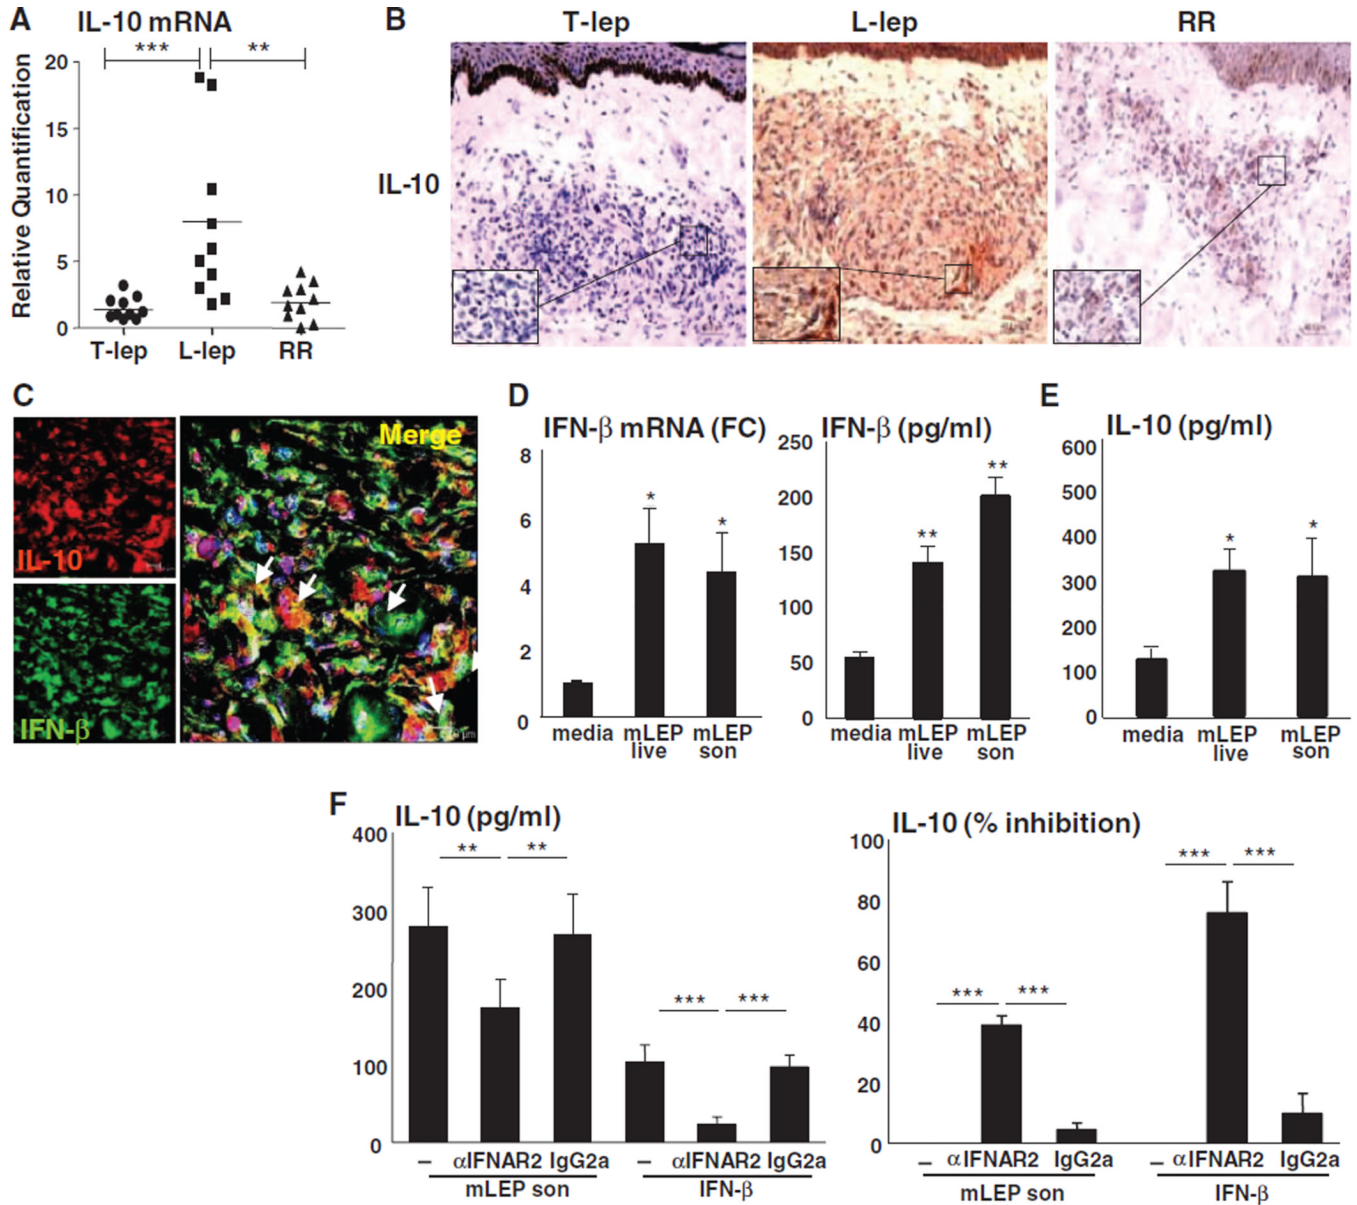 A
IL-10 mRNA
*** **
Relative Quantification
20
15
10
5
0
T-lep L-lep RR
B
T-lep L-lep RR
IL-10
C
IL-10
IFN-β
Merge
D
IFN-β mRNA (FC)
8
6
4
2
0
* *
media mLEP live mLEP son
IFN-β (pg/ml)
250
200
150
100
50
0
** **
media mLEP live mLEP son
E
IL-10 (pg/ml)
600
500
400
300
200
100
0
* *
media mLEP live mLEP son
F
IL-10 (pg/ml)
400
300
200
100
0
** ** *** ***
– αIFNAR2 IgG2a – αIFNAR2 IgG2a
mLEP son IFN-β
IL-10 (% inhibition)
100
80
60
40
20
0
*** *** *** ***
– αIFNAR2 IgG2a – αIFNAR2 IgG2a
mLEP son IFN-β